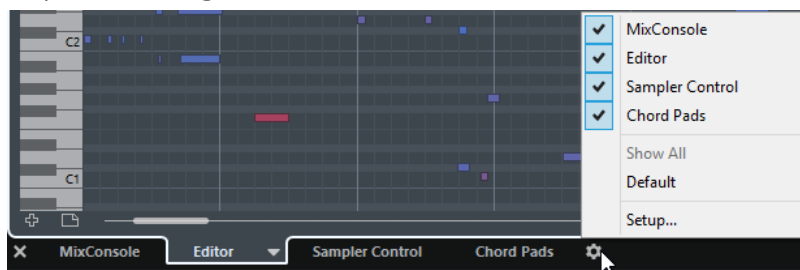 MixConsole
Editor
Sampler Control
Chord Pads
Show All
Default
Setup...
C2
C1
MixConsole Editor Sampler Control Chord Pads